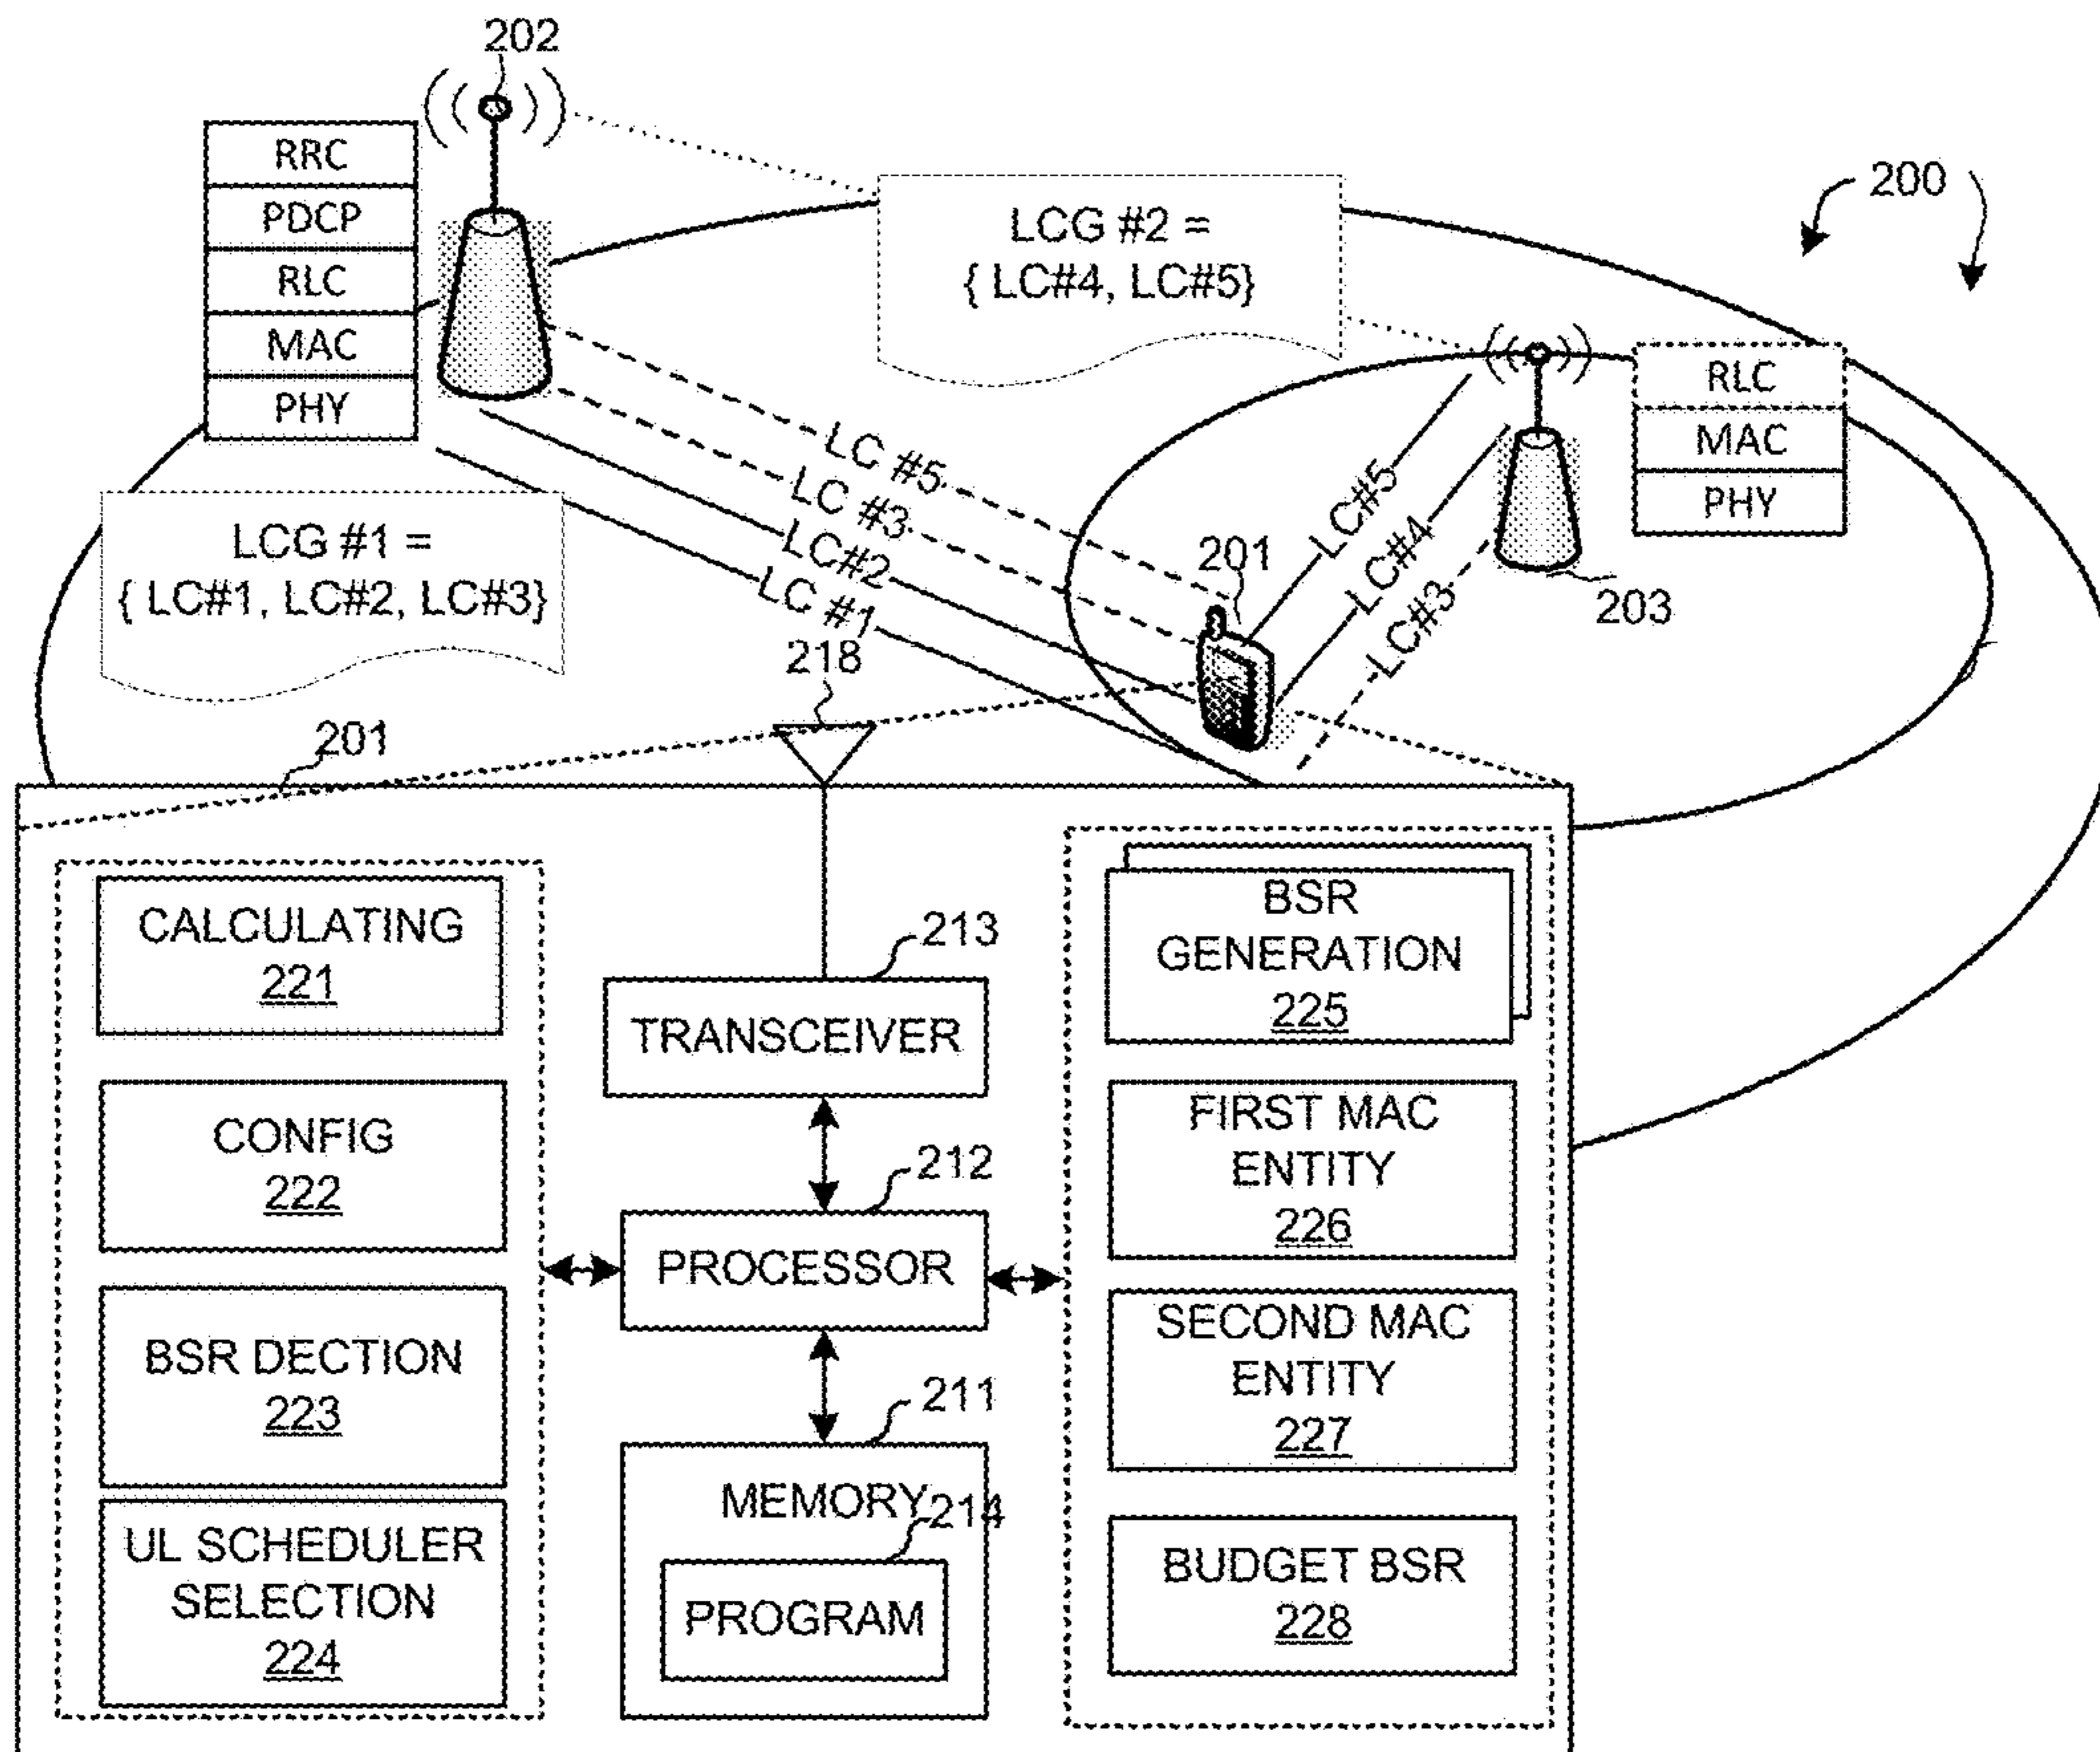 202
RRC
PDCP
RLC
MAC
PHY
LCG #2 =
{ LC#4, LC#5}
200
RLC
MAC
PHY
LCG #1 =
{ LC#1, LC#2, LC#3}
LC #5
LC #3
LC#2
LC #1
LC#5
LC#4
LC#3
201
203
218
201
CALCULATING
221
CONFIG
222
BSR DECTION
223
UL SCHEDULER
SELECTION
224
213
TRANSCEIVER
212
PROCESSOR
211
MEMORY
214
PROGRAM
BSR
GENERATION
225
FIRST MAC
ENTITY
226
SECOND MAC
ENTITY
227
BUDGET BSR
228